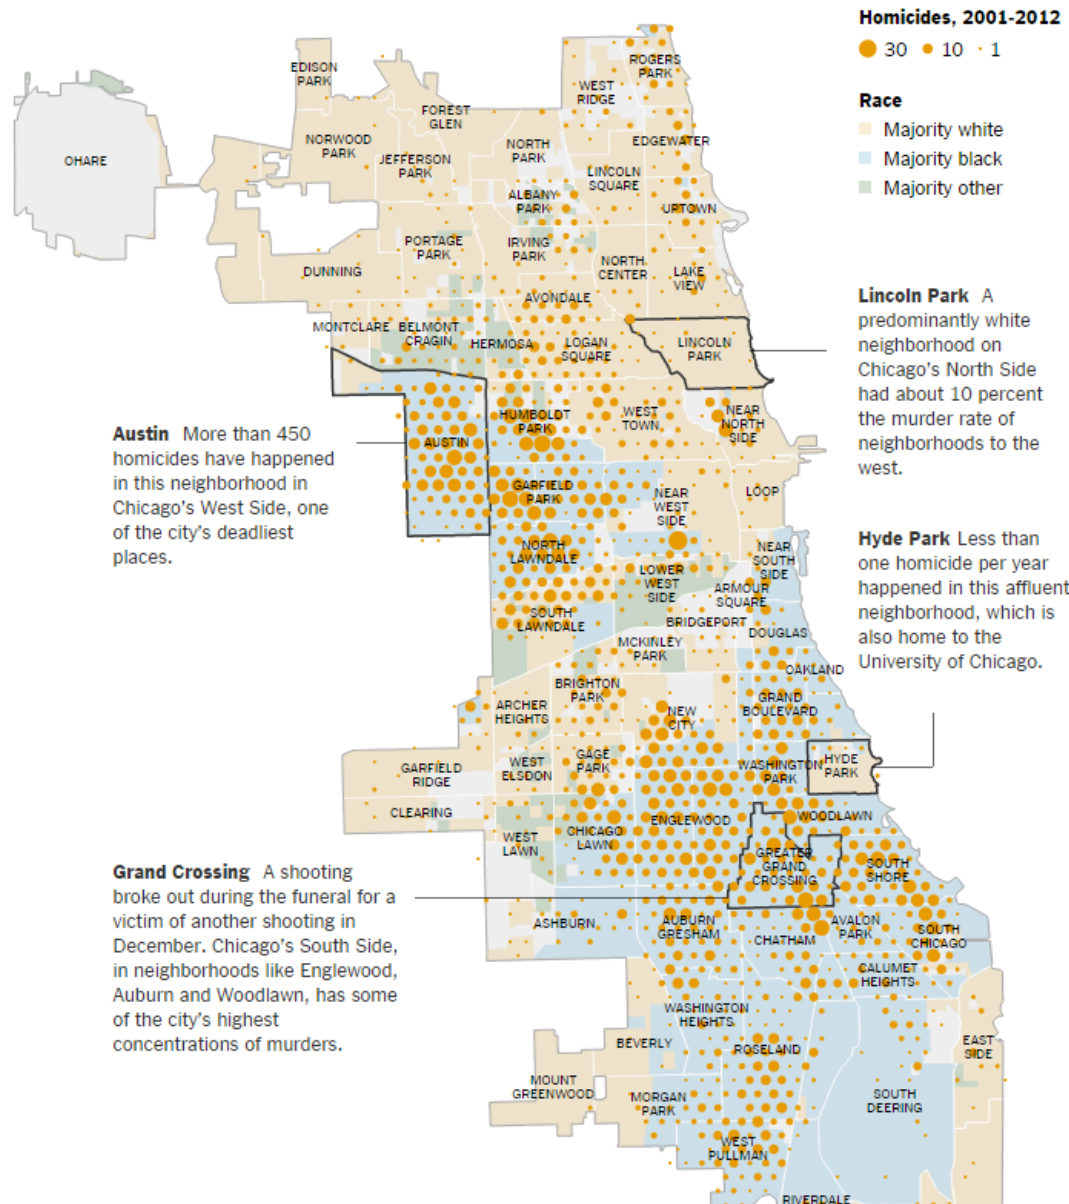 Homicides, 2001-2012
30 10 1
Race
Majority white
Majority black
Majority other
EDISON
PARK
ROGERS
PARK
WEST
RIDGE
FOREST
GLEN
NORWOOD
PARK
JEFFERSON
PARK
NORTH
PARK
EDGEWATER
OHARE
LINCOLN
SQUARE
ALBANY
PARK
UPTOWN
PORTAGE
PARK
IRVING
PARK
NORTH
CENTER
LAKE
VIEW
DUNNING
AVONDALE
MONTCLARE
BELMONT
CRAGIN
HERMOSA
LOGAN
SQUARE
LINCOLN
PARK
Lincoln Park A
predominantly white
neighborhood on
Chicago's North Side
had about 10 percent
the murder rate of
neighborhoods to the
west.
HUMBOLDT
PARK
WEST
TOWN
NEAR
NORTH
SIDE
AUSTIN
Austin More than 450
homicides have happened
in this neighborhood in
Chicago's West Side, one
of the city's deadliest
places.
GARFIELD
PARK
NEAR
WEST
SIDE
LOOP
NORTH
LAWNDALE
NEAR
SOUTH
SIDE
LOWER
WEST
SIDE
ARMOUR
SQUARE
Hyde Park Less than
one homicide per year
happened in this affluent
neighborhood, which is
also home to the
University of Chicago.
SOUTH
LAWNDALE
BRIDGEPORT
DOUGLAS
MCKINLEY
PARK
OAKLAND
BRIGHTON
PARK
ARCHER
HEIGHTS
NEW
CITY
GRAND
BOULEVARD
GARFIELD
RIDGE
WEST
ELSDON
GAGE
PARK
WASHINGTON
PARK
HYDE
PARK
CLEARING
WEST
LAWN
CHICAGO
LAWN
ENGLEWOOD
WOODLAWN
GREATER
GRAND
CROSSING
SOUTH
SHORE
Grand Crossing A shooting
broke out during the funeral for a
victim of another shooting in
December. Chicago's South Side,
in neighborhoods like Englewood,
Auburn and Woodlawn, has some
of the city's highest
concentrations of murders.
ASHBURN
AUBURN
GRESHAM
CHATHAM
AVALON
PARK
SOUTH
CHICAGO
CALUMET
HEIGHTS
WASHINGTON
HEIGHTS
BEVERLY
ROSELAND
EAST
SIDE
MOUNT
GREENWOOD
MORGAN
PARK
SOUTH
DEERING
WEST
PULLMAN
RIVERDALE